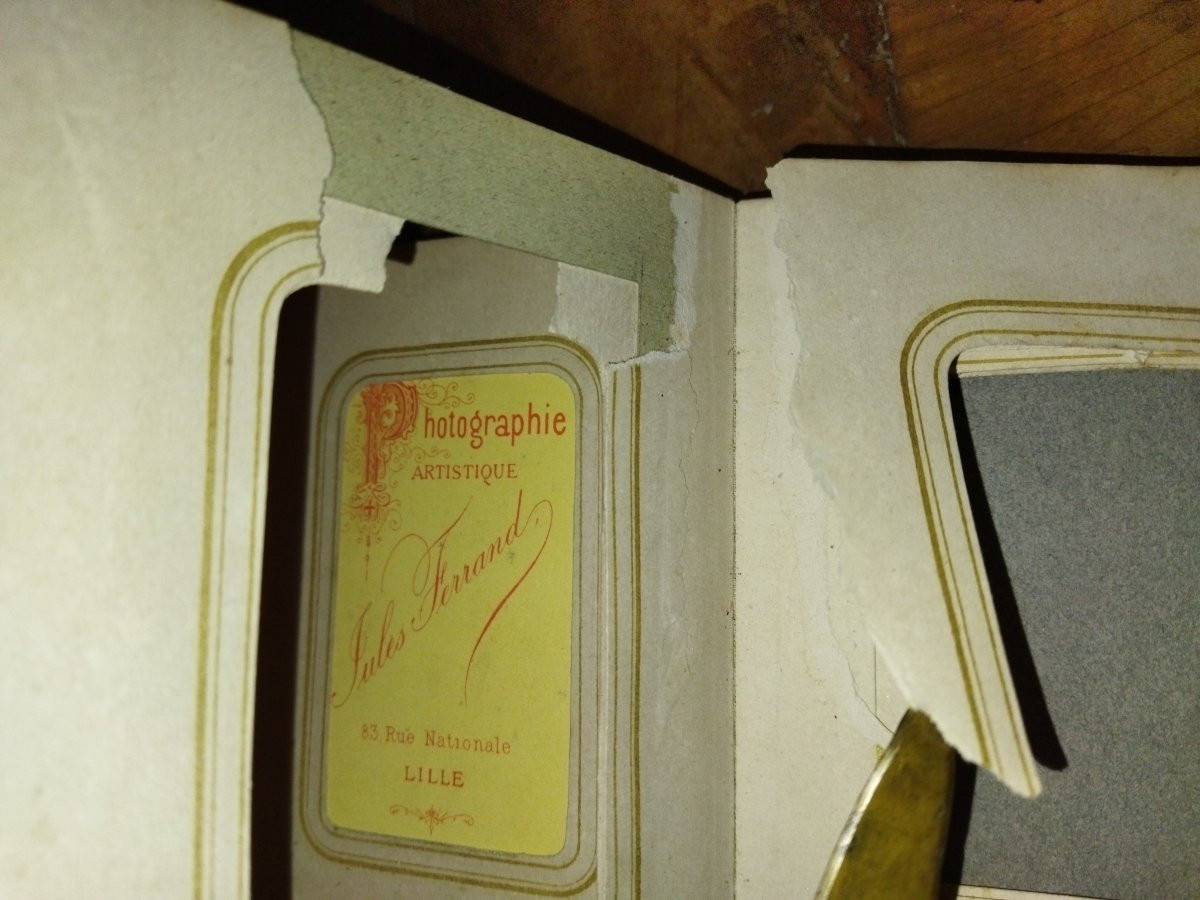 Photographie
ARTISTIQUE
Jules Ferrand
83, Rue Nationale
LILLE